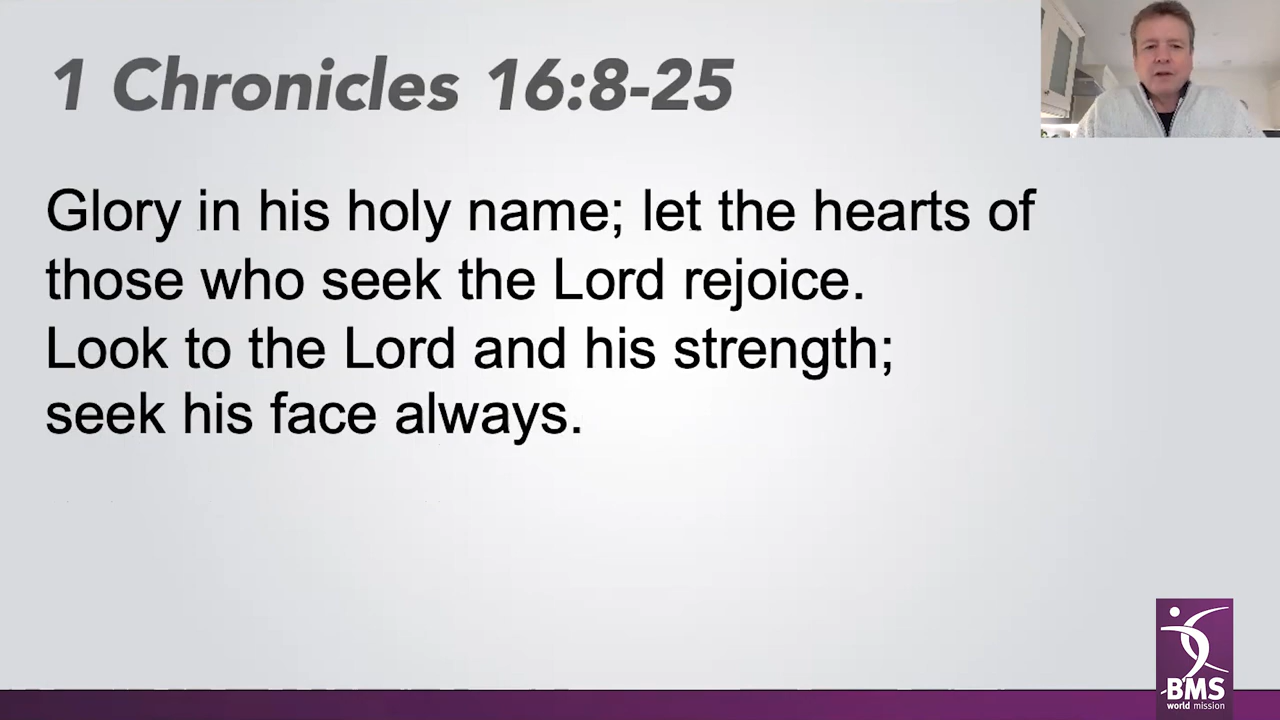 1 Chronicles 16:8-25
Glory in his holy name; let the hearts of
those who seek the Lord rejoice.
Look to the Lord and his strength;
seek his face always.
BMS
world mission